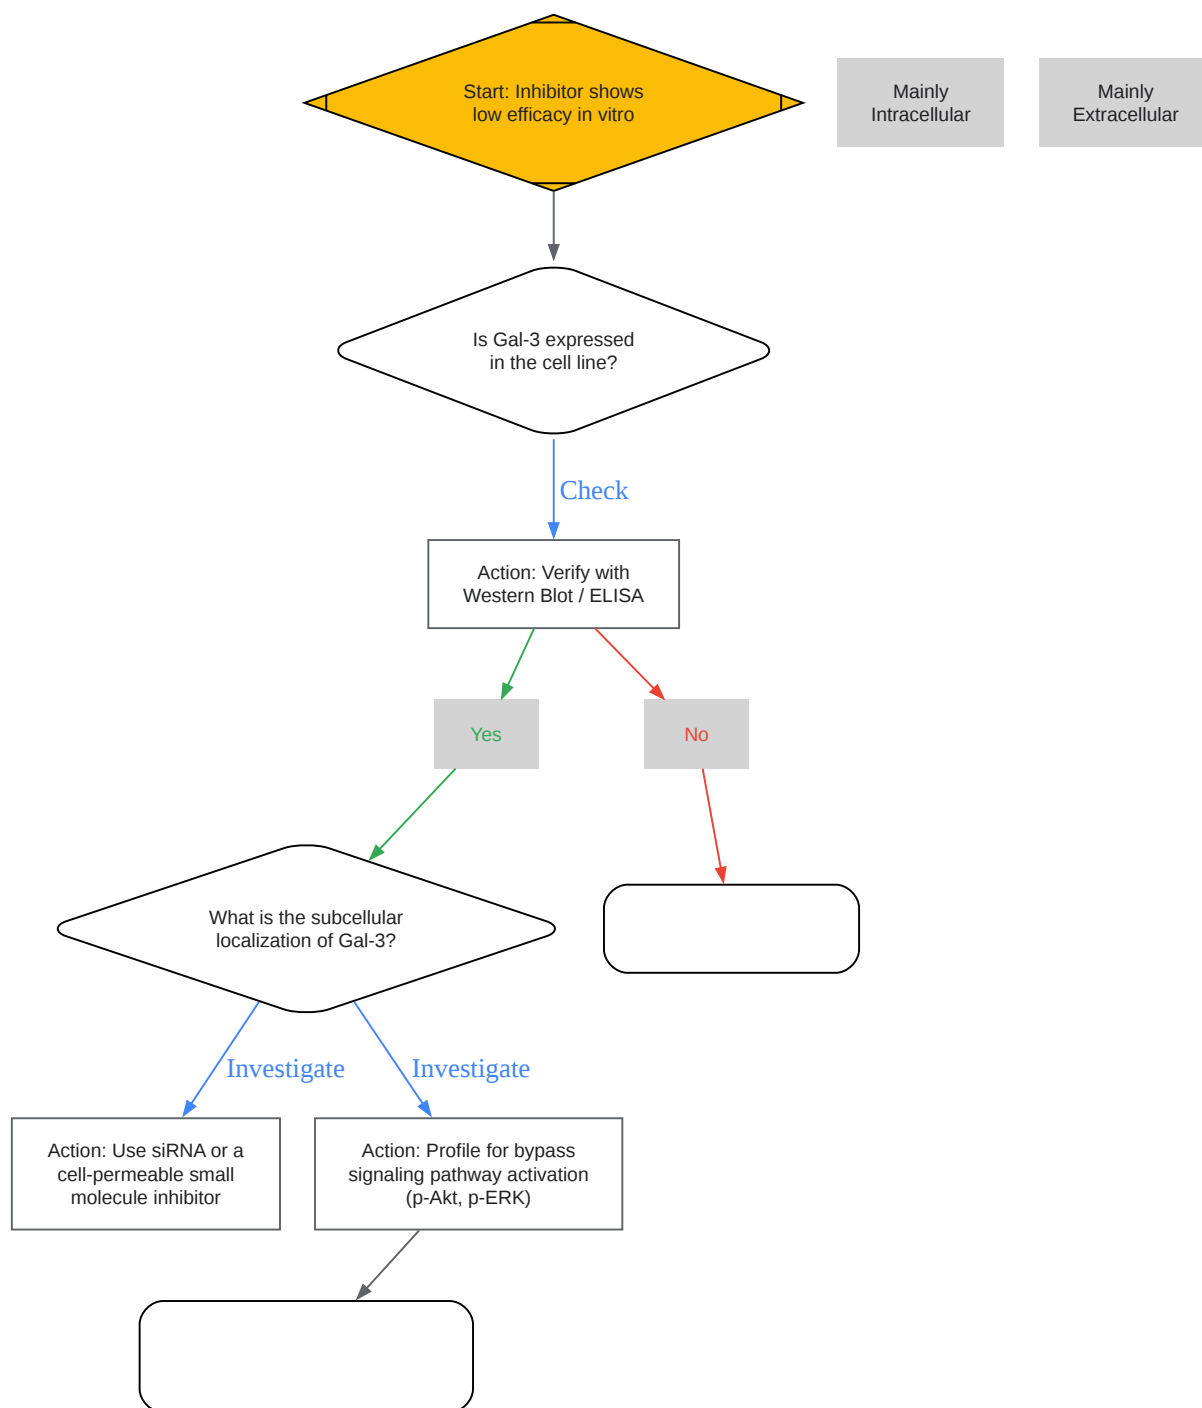 Start: Inhibitor shows
low efficacy in vitro
Mainly
Intracellular
Mainly
Extracellular
Is Gal-3 expressed
in the cell line?
Check
Action: Verify with
Western Blot / ELISA
Yes
No
What is the subcellular
localization of Gal-3?
Investigate
Investigate
Action: Use siRNA or a
cell-permeable small
molecule inhibitor
Action: Profile for bypass
signaling pathway activation
(p-Akt, p-ERK)